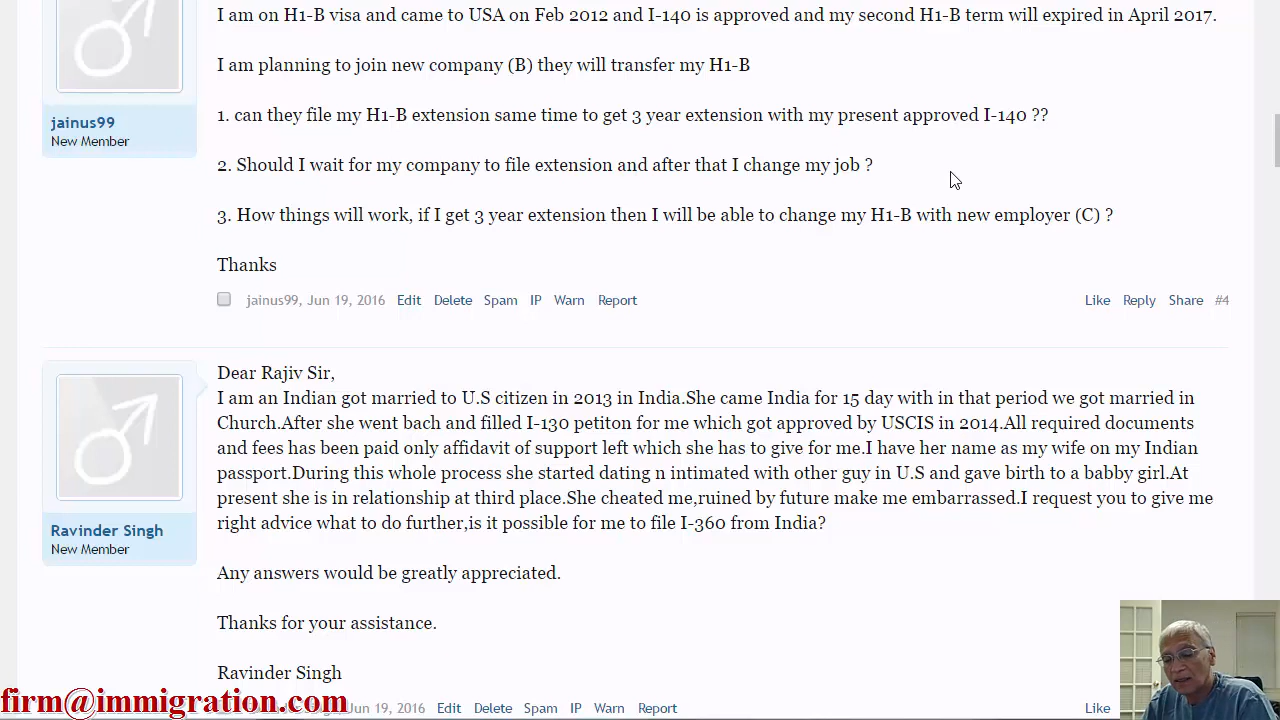 I am on H1-B visa and came to USA on Feb 2012 and I-140 is approved and my second H1-B term will expired in April 2017.
I am planning to join new company (B) they will transfer my H1-B
jainus99
New Member
1. can they file my H1-B extension same time to get 3 year extension with my present approved I-140 ??
2. Should I wait for my company to file extension and after that I change my job ?
3. How things will work, if I get 3 year extension then I will be able to change my H1-B with new employer (C) ?
Thanks
jainus99, Jun 19, 2016 Edit Delete Spam IP Warn Report Like Reply Share #4
Dear Rajiv Sir,
I am an Indian got married to U.S citizen in 2013 in India.She came India for 15 day with in that period we got married in
Church.After she went bach and filled I-130 petiton for me which got approved by USCIS in 2014.All required documents
and fees has been paid only affidavit of support left which she has to give for me.I have her name as my wife on my Indian
passport.During this whole process she started dating n intimated with other guy in U.S and gave birth to a babby girl.At
present she is in relationship at third place.She cheated me,ruined by future make me embarrassed.I request you to give me
right advice what to do further,is it possible for me to file I-360 from India?
Ravinder Singh
New Member
Any answers would be greatly appreciated.
Thanks for your assistance.
Ravinder Singh
firm@immigration.com
Jun 19, 2016 Edit Delete Spam IP Warn Report Like